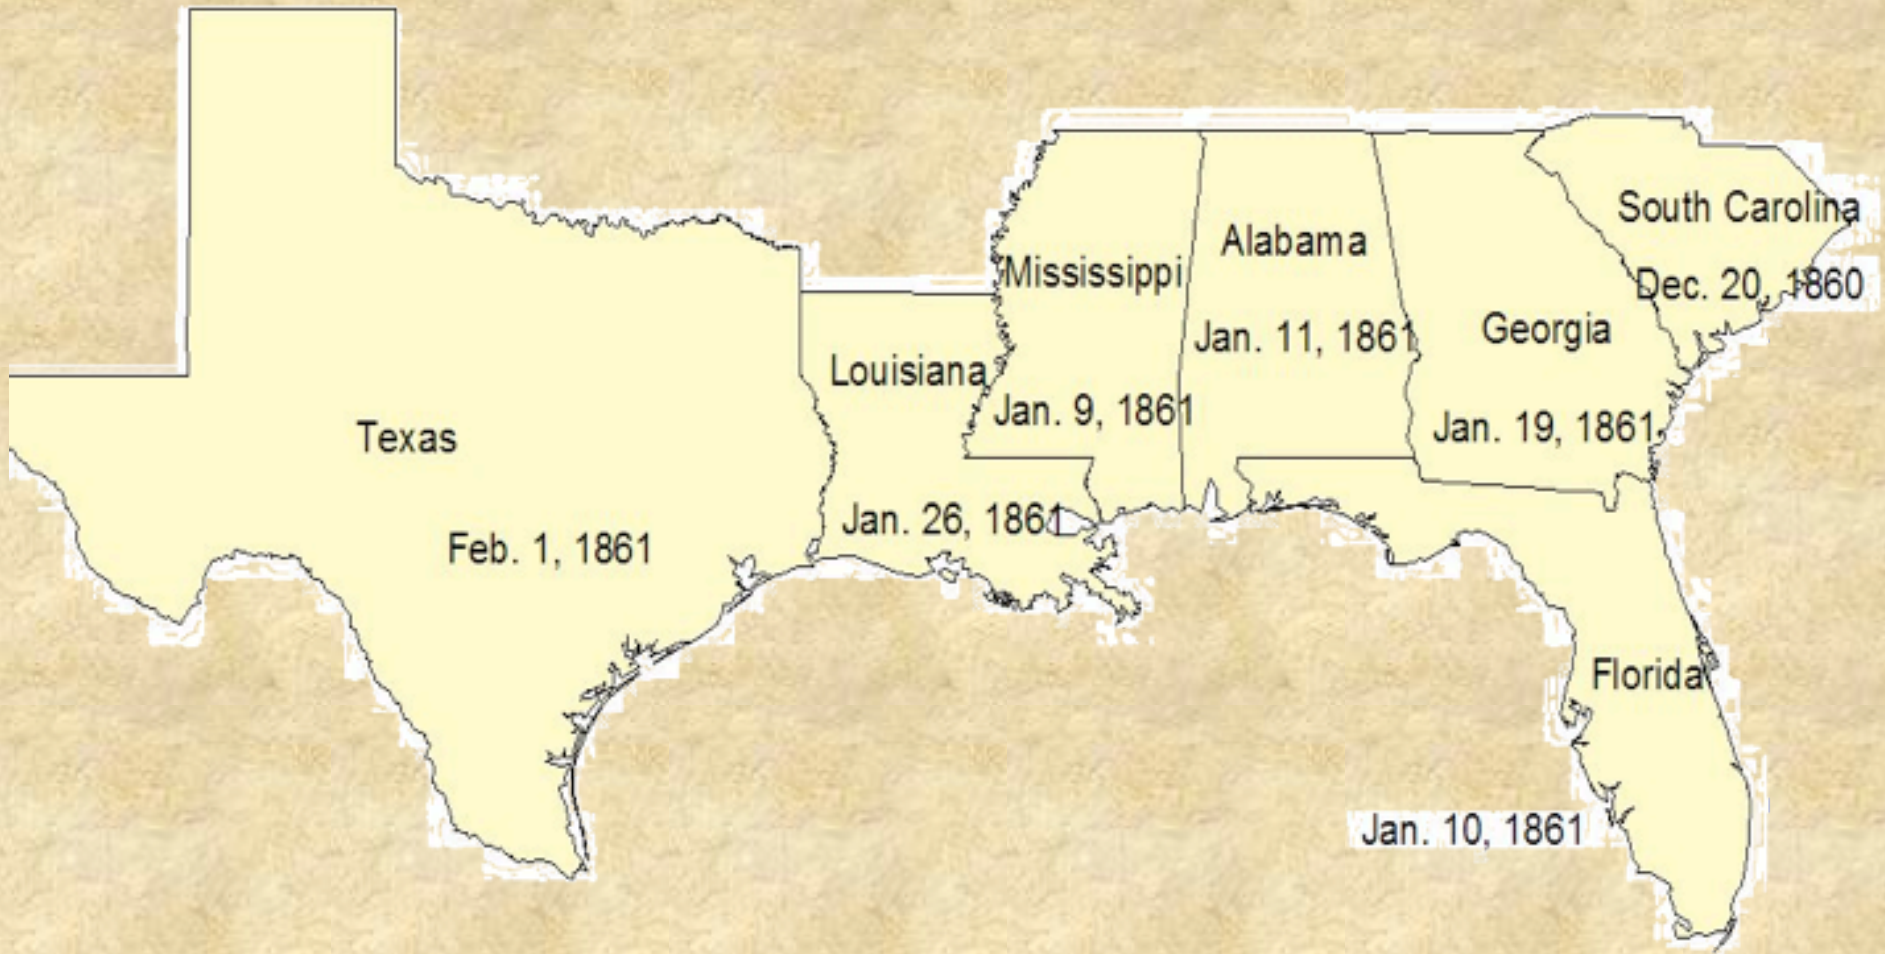 South Carolina
Dec. 20, 1860
Alabama
Mississippi
Jan. 11, 1861
Georgia
Louisiana
Jan. 9, 1861
Jan. 19, 1861
Texas
Jan. 26, 1861
Feb. 1, 1861
Florida
Jan. 10, 1861